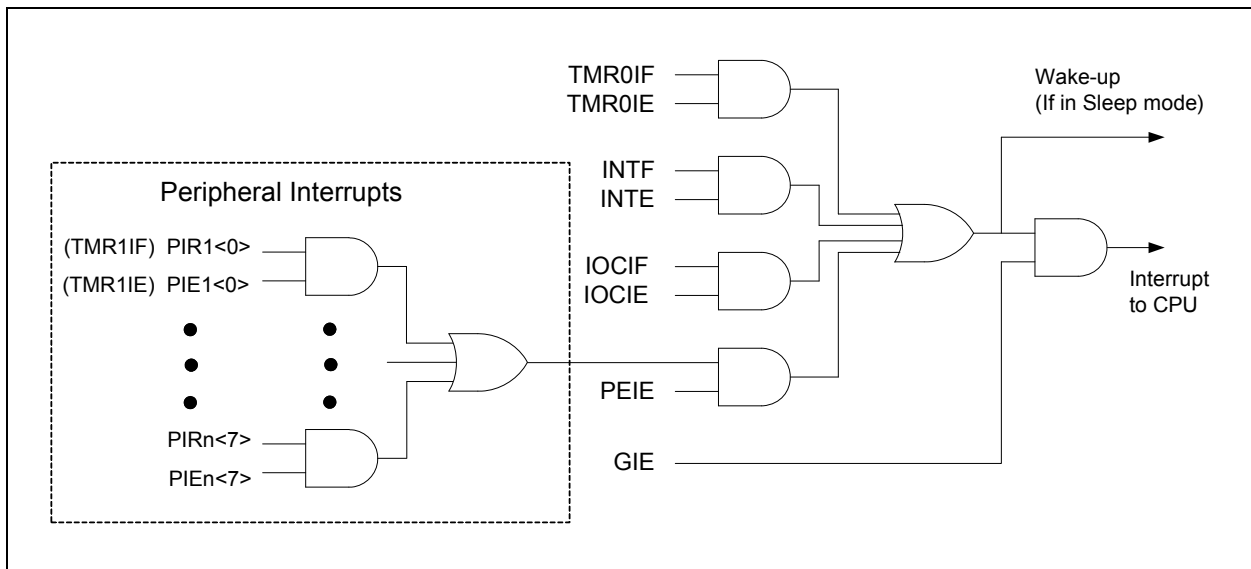 TMR0IF
TMR0IE
Wake-up
(If in Sleep mode)
INTF
INTE
Peripheral Interrupts
(TMR1IF) PIR1<0>
(TMR1IE) PIE1<0>
IOCIF
IOCIE
Interrupt
to CPU
PEIE
PIRn<7>
PIEn<7>
GIE